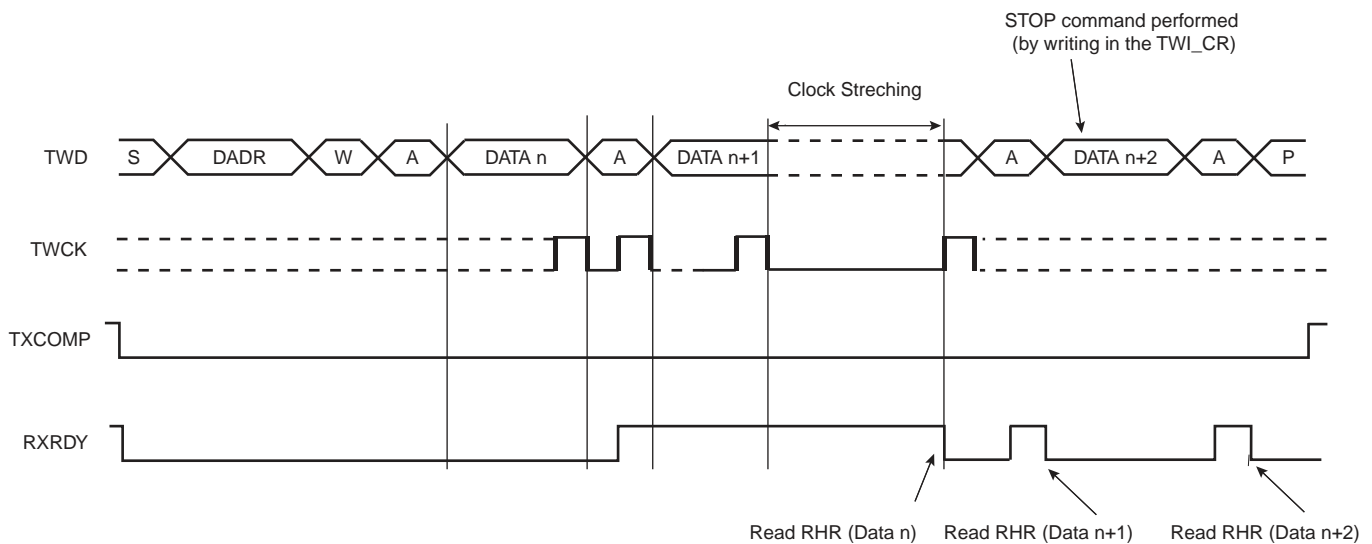 STOP command performed
(by writing in the TWI_CR)
Clock Streching
TWD S DADR W A DATA n A DATA n+1 A DATA n+2 A P
TWCK
TXCOMP
RXRDY
Read RHR (Data n) Read RHR (Data n+1) Read RHR (Data n+2)